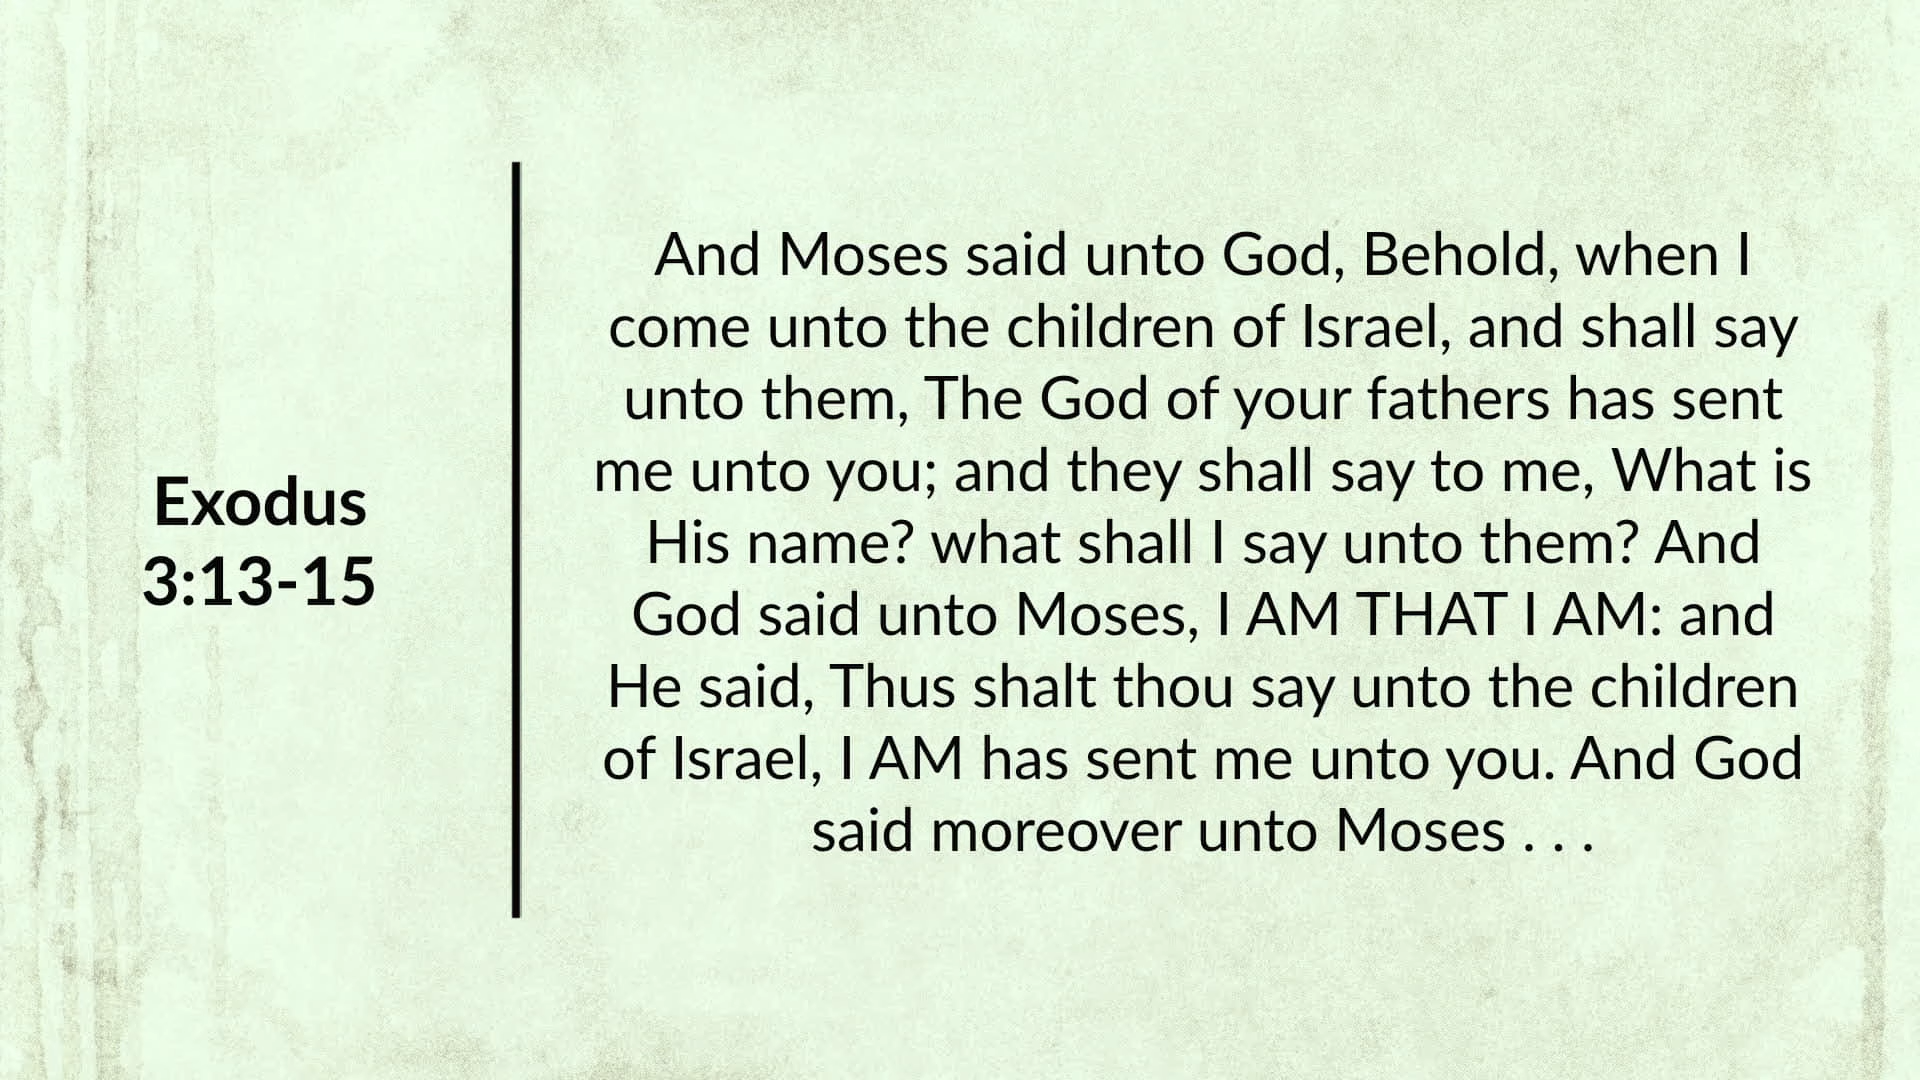 Exodus
3:13-15
And Moses said unto God, Behold, when I
come unto the children of Israel, and shall say
unto them, The God of your fathers has sent
me unto you; and they shall say to me, What is
His name? what shall I say unto them? And
God said unto Moses, I AM THAT I AM: and
He said, Thus shalt thou say unto the children
of Israel, I AM has sent me unto you. And God
said moreover unto Moses . . .